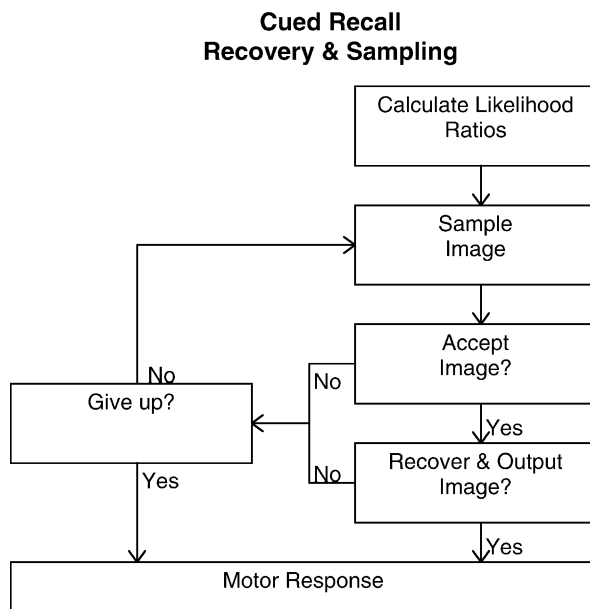 Cued Recall
Recovery & Sampling
Calculate Likelihood
Ratios
Sample
Image
Accept
Image?
No
No
Give up?
Yes
No
Recover & Output
Image?
Yes
Yes
Motor Response